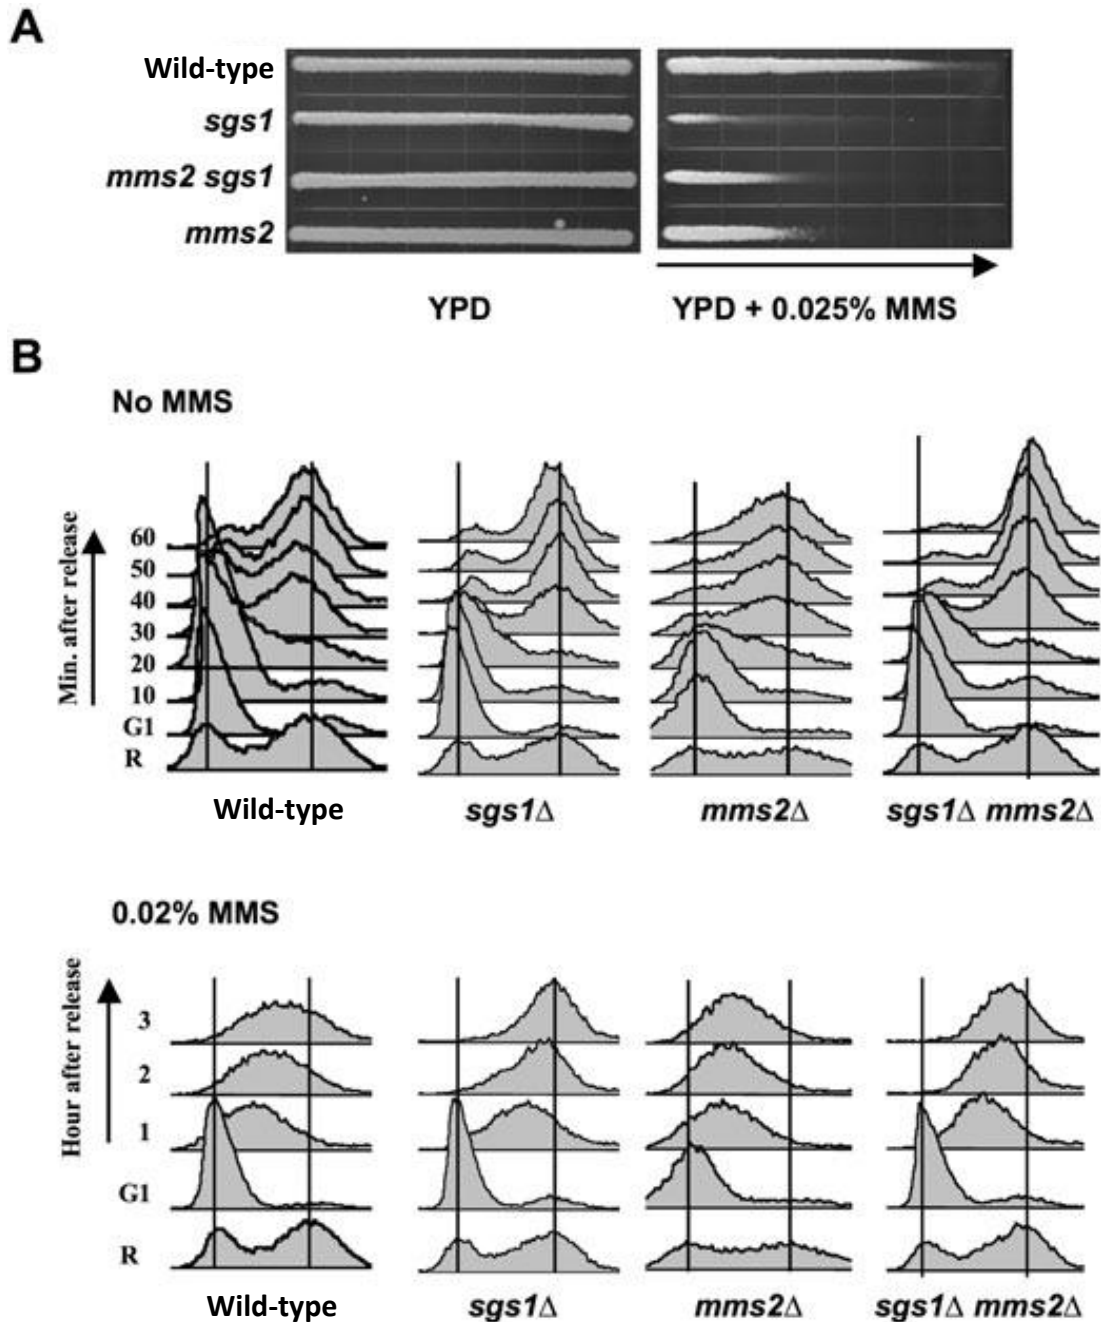 A
Wild-type
sgs1
mms2 sgs1
mms2
YPD
YPD + 0.025% MMS
B
No MMS
Min. after release
60
50
40
30
20
10
G1
R
Wild-type
sgs1Δ
mms2Δ
sgs1Δ mms2Δ
0.02% MMS
Hour after release
3
2
1
G1
R
Wild-type
sgs1Δ
mms2Δ
sgs1Δ mms2Δ